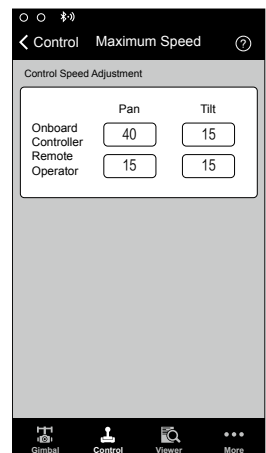 Control Maximum Speed ?
Control Speed Adjustment
Pan Tilt
Onboard
Controller 40 15
Remote
Operator 15 15
Gimbal Control Viewer More